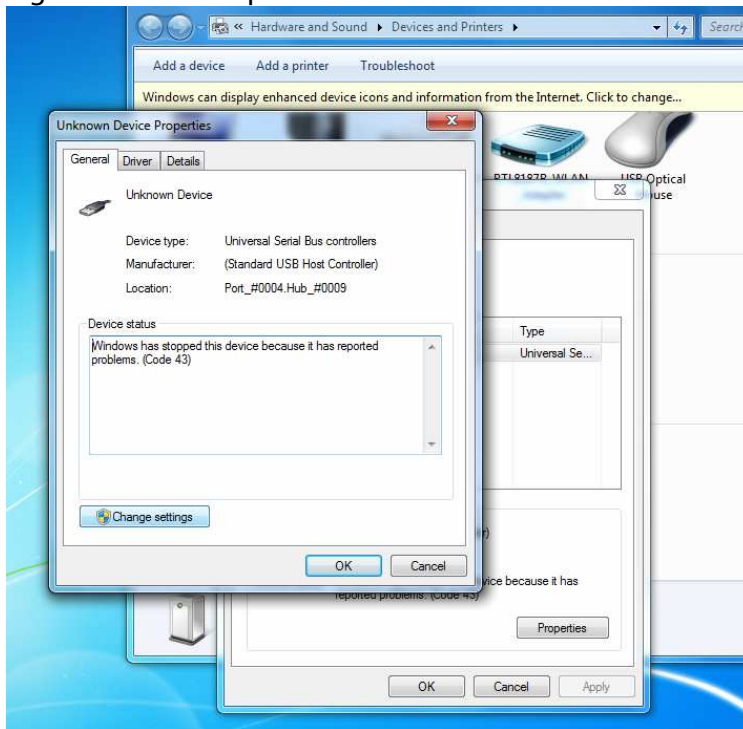 « Hardware and Sound Devices and Printers
Search
Add a device Add a printer Troubleshoot
Windows can display enhanced device icons and information from the Internet. Click to change...
Unknown Device Properties
General Driver Details
Unknown Device
Device type: Universal Serial Bus controllers
Manufacturer: (Standard USB Host Controller)
Location: Port_#0004.Hub_#0009
Device status
Windows has stopped this device because it has reported
problems. (Code 43)
Change settings
OK Cancel
RTL8187B WLAN
USB Optical
Type
Universal Se...
vice because it has
reported problems. (Code 43)
Properties
OK Cancel Apply